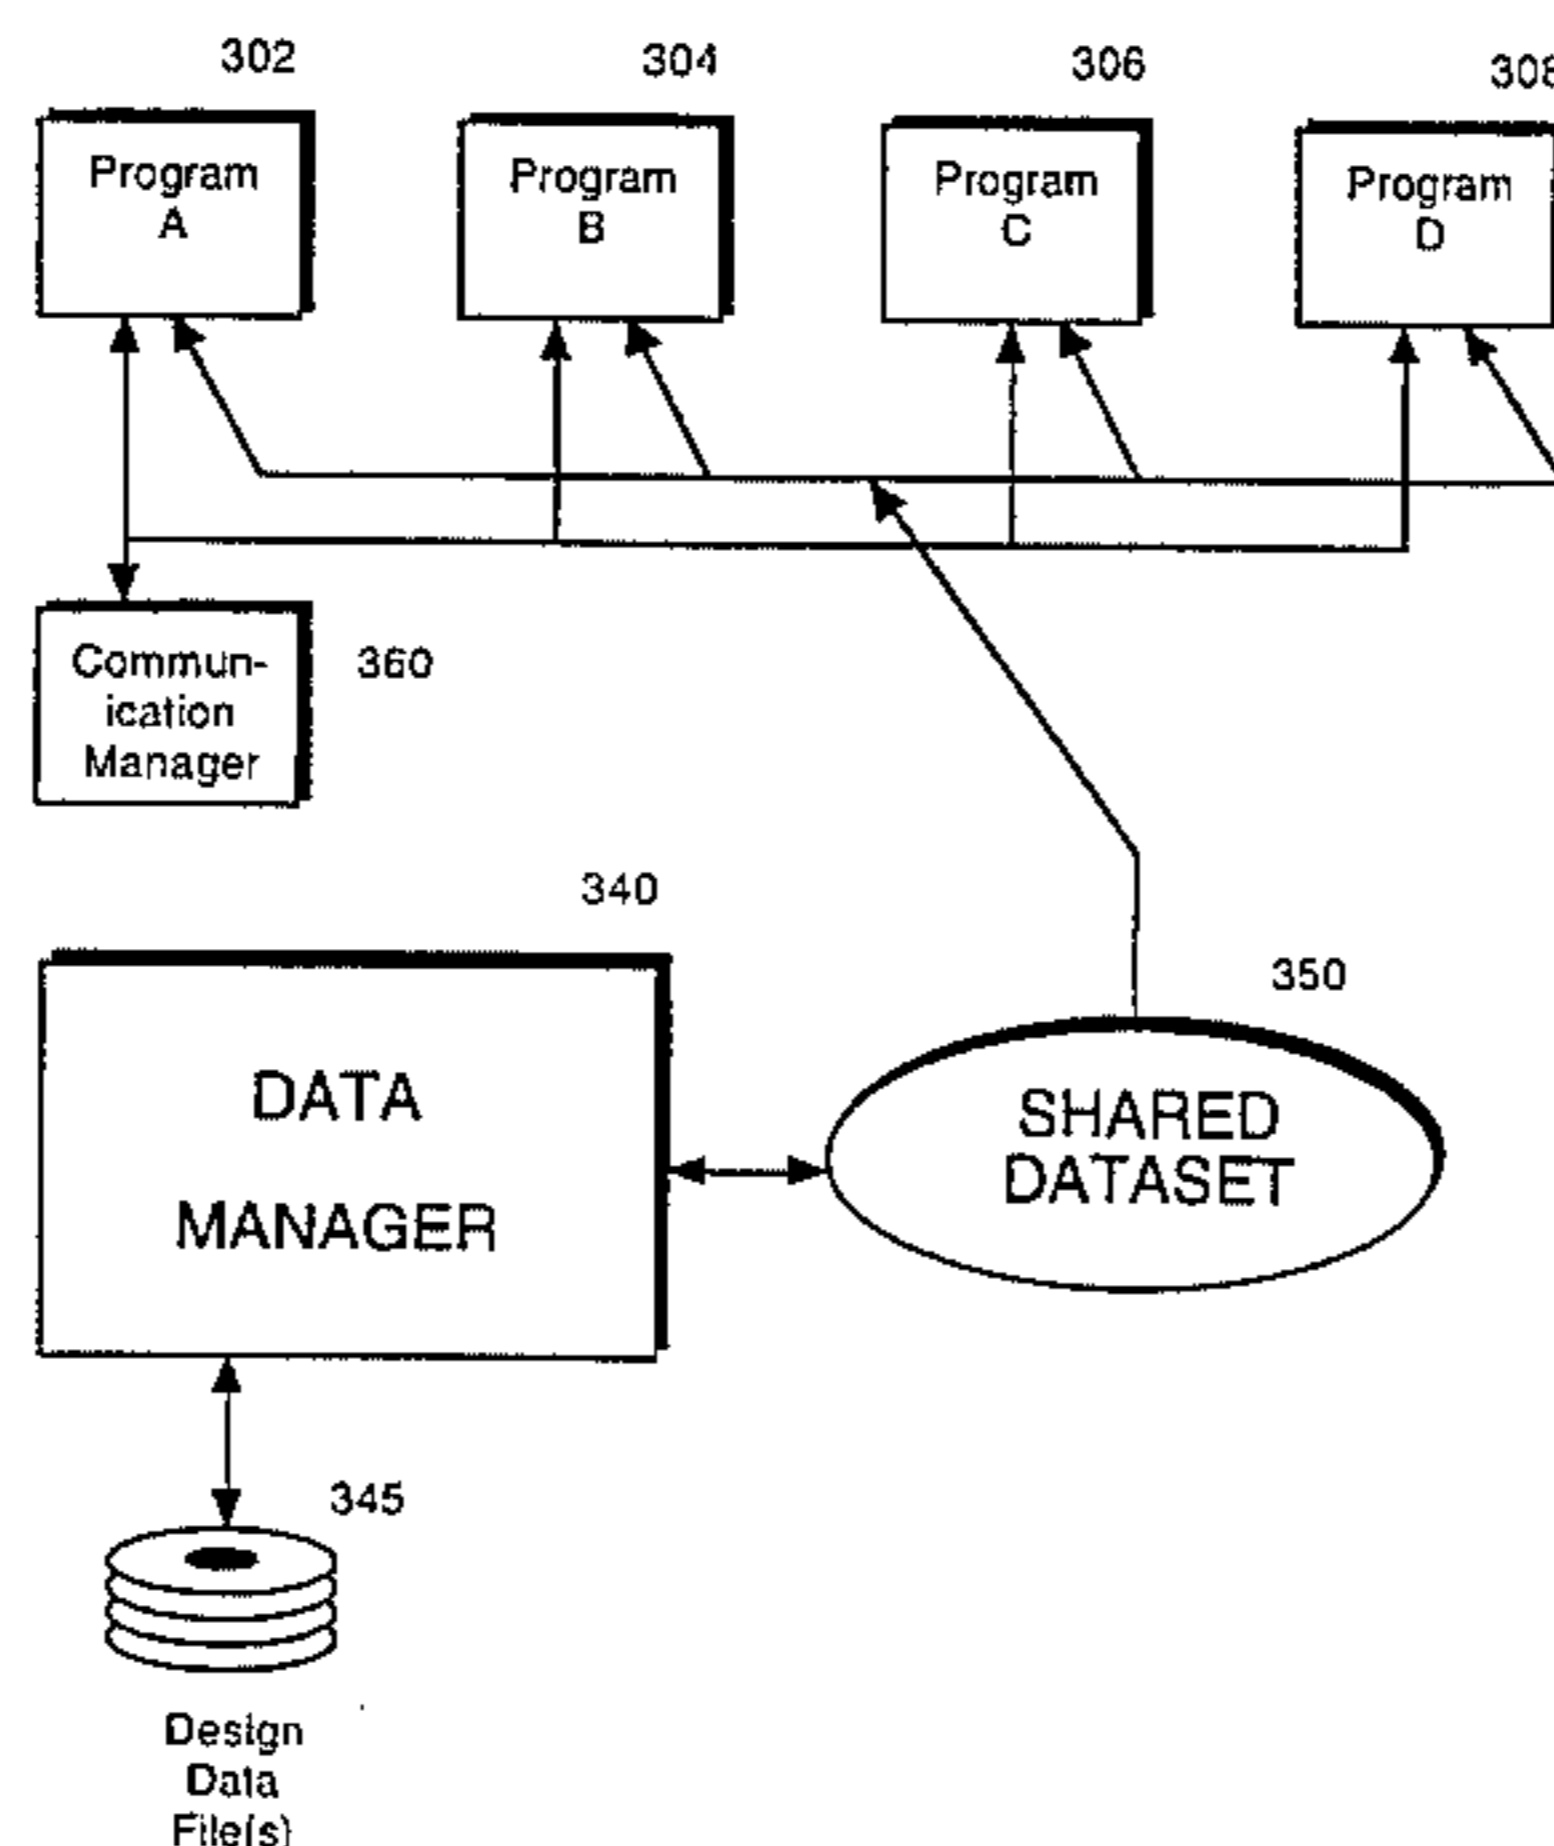 302
304
306
308
Program
A
Program
B
Program
C
Program
D
Commun-
ication
Manager
360
340
350
DATA
MANAGER
SHARED
DATASET
345
Design
Data
File(s)